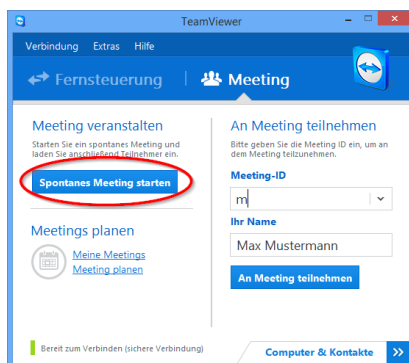 TeamViewer
Verbindung Extras Hilfe
Fernsteuerung
Meeting
Meeting veranstalten
Starten Sie ein spontanes Meeting und
laden Sie anschließend Teilnehmer ein.
Spontanes Meeting starten
Meetings planen
Meine Meetings
Meeting planen
An Meeting teilnehmen
Bitte geben Sie die Meeting ID ein, um an
dem Meeting teilzunehmen.
Meeting-ID
m
Ihr Name
Max Mustermann
An Meeting teilnehmen
Bereit zum Verbinden (sichere Verbindung)
Computer & Kontakte